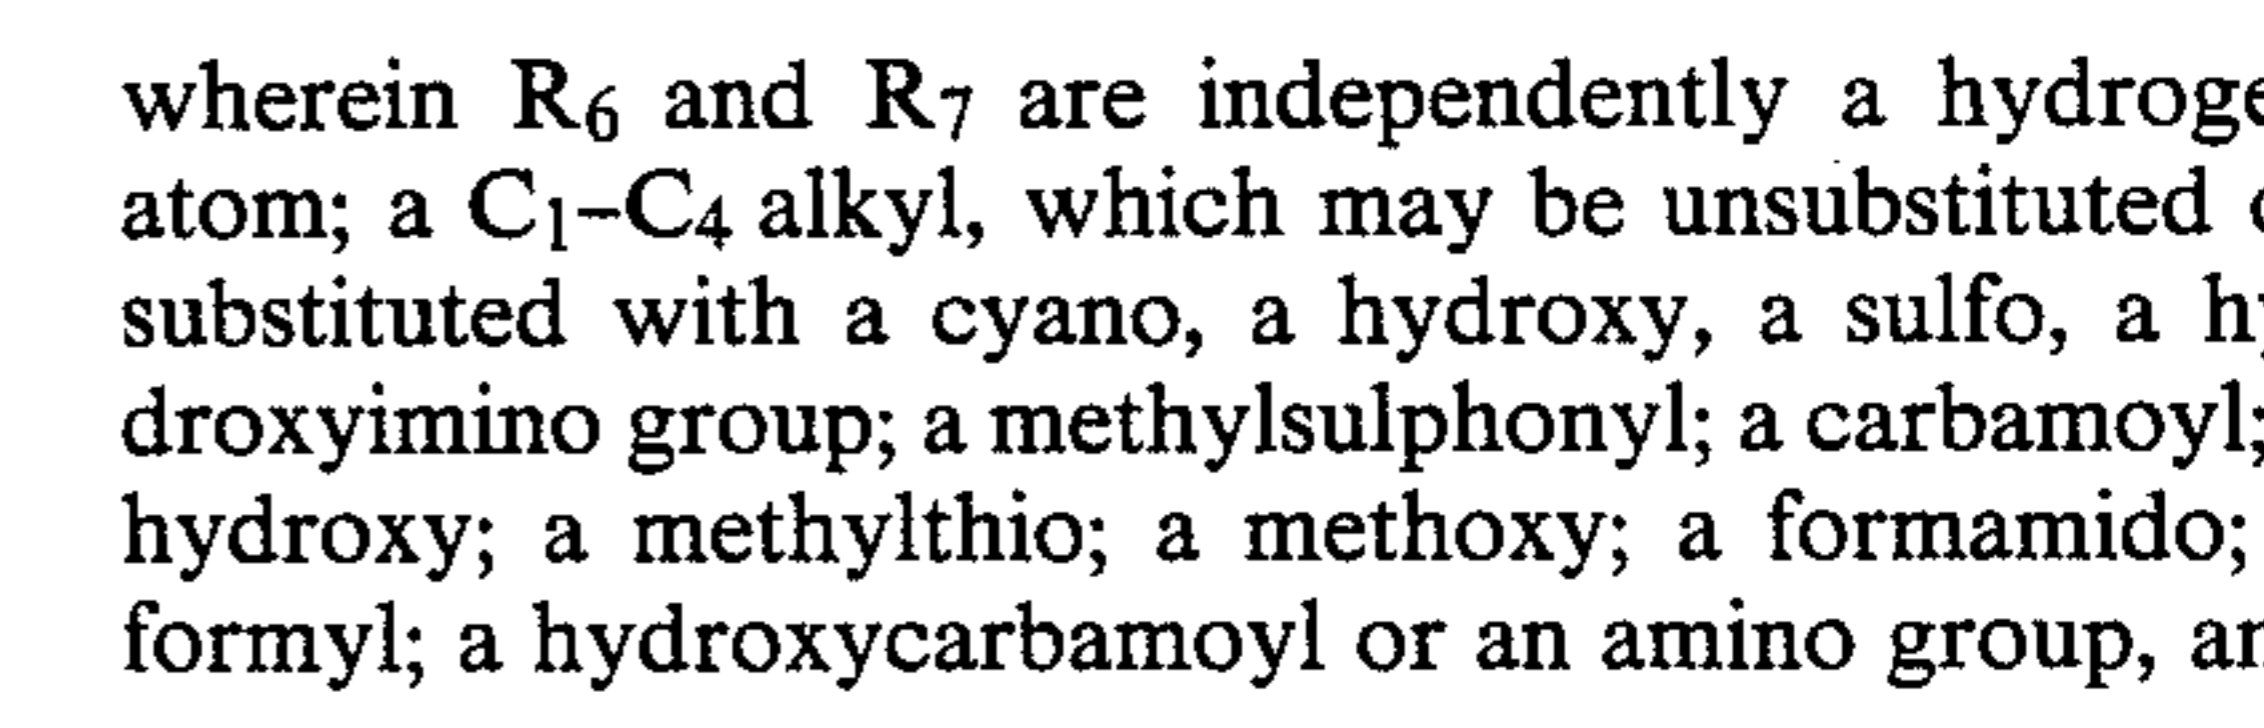 wherein R6 and R7 are independently a hydroge
atom; a C1–C4 alkyl, which may be unsubstituted
substituted with a cyano, a hydroxy, a sulfo, a hy
droxyimino group; a methylsulphonyl; a carbamoyl;
hydroxy; a methylthio; a methoxy; a formamido;
formyl; a hydroxycarbamoyl or an amino group, an